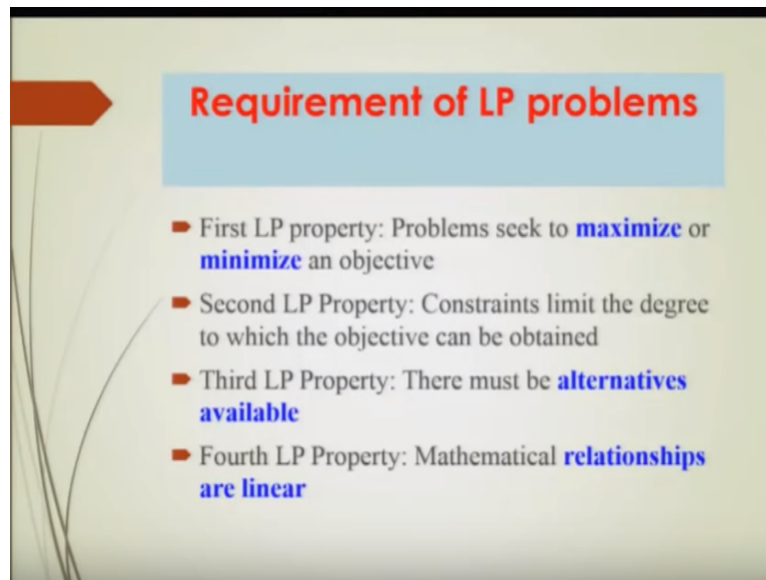 Requirement of LP problems
First LP property: Problems seek to maximize or
minimize an objective
Second LP Property: Constraints limit the degree
to which the objective can be obtained
Third LP Property: There must be alternatives
available
Fourth LP Property: Mathematical relationships
are linear